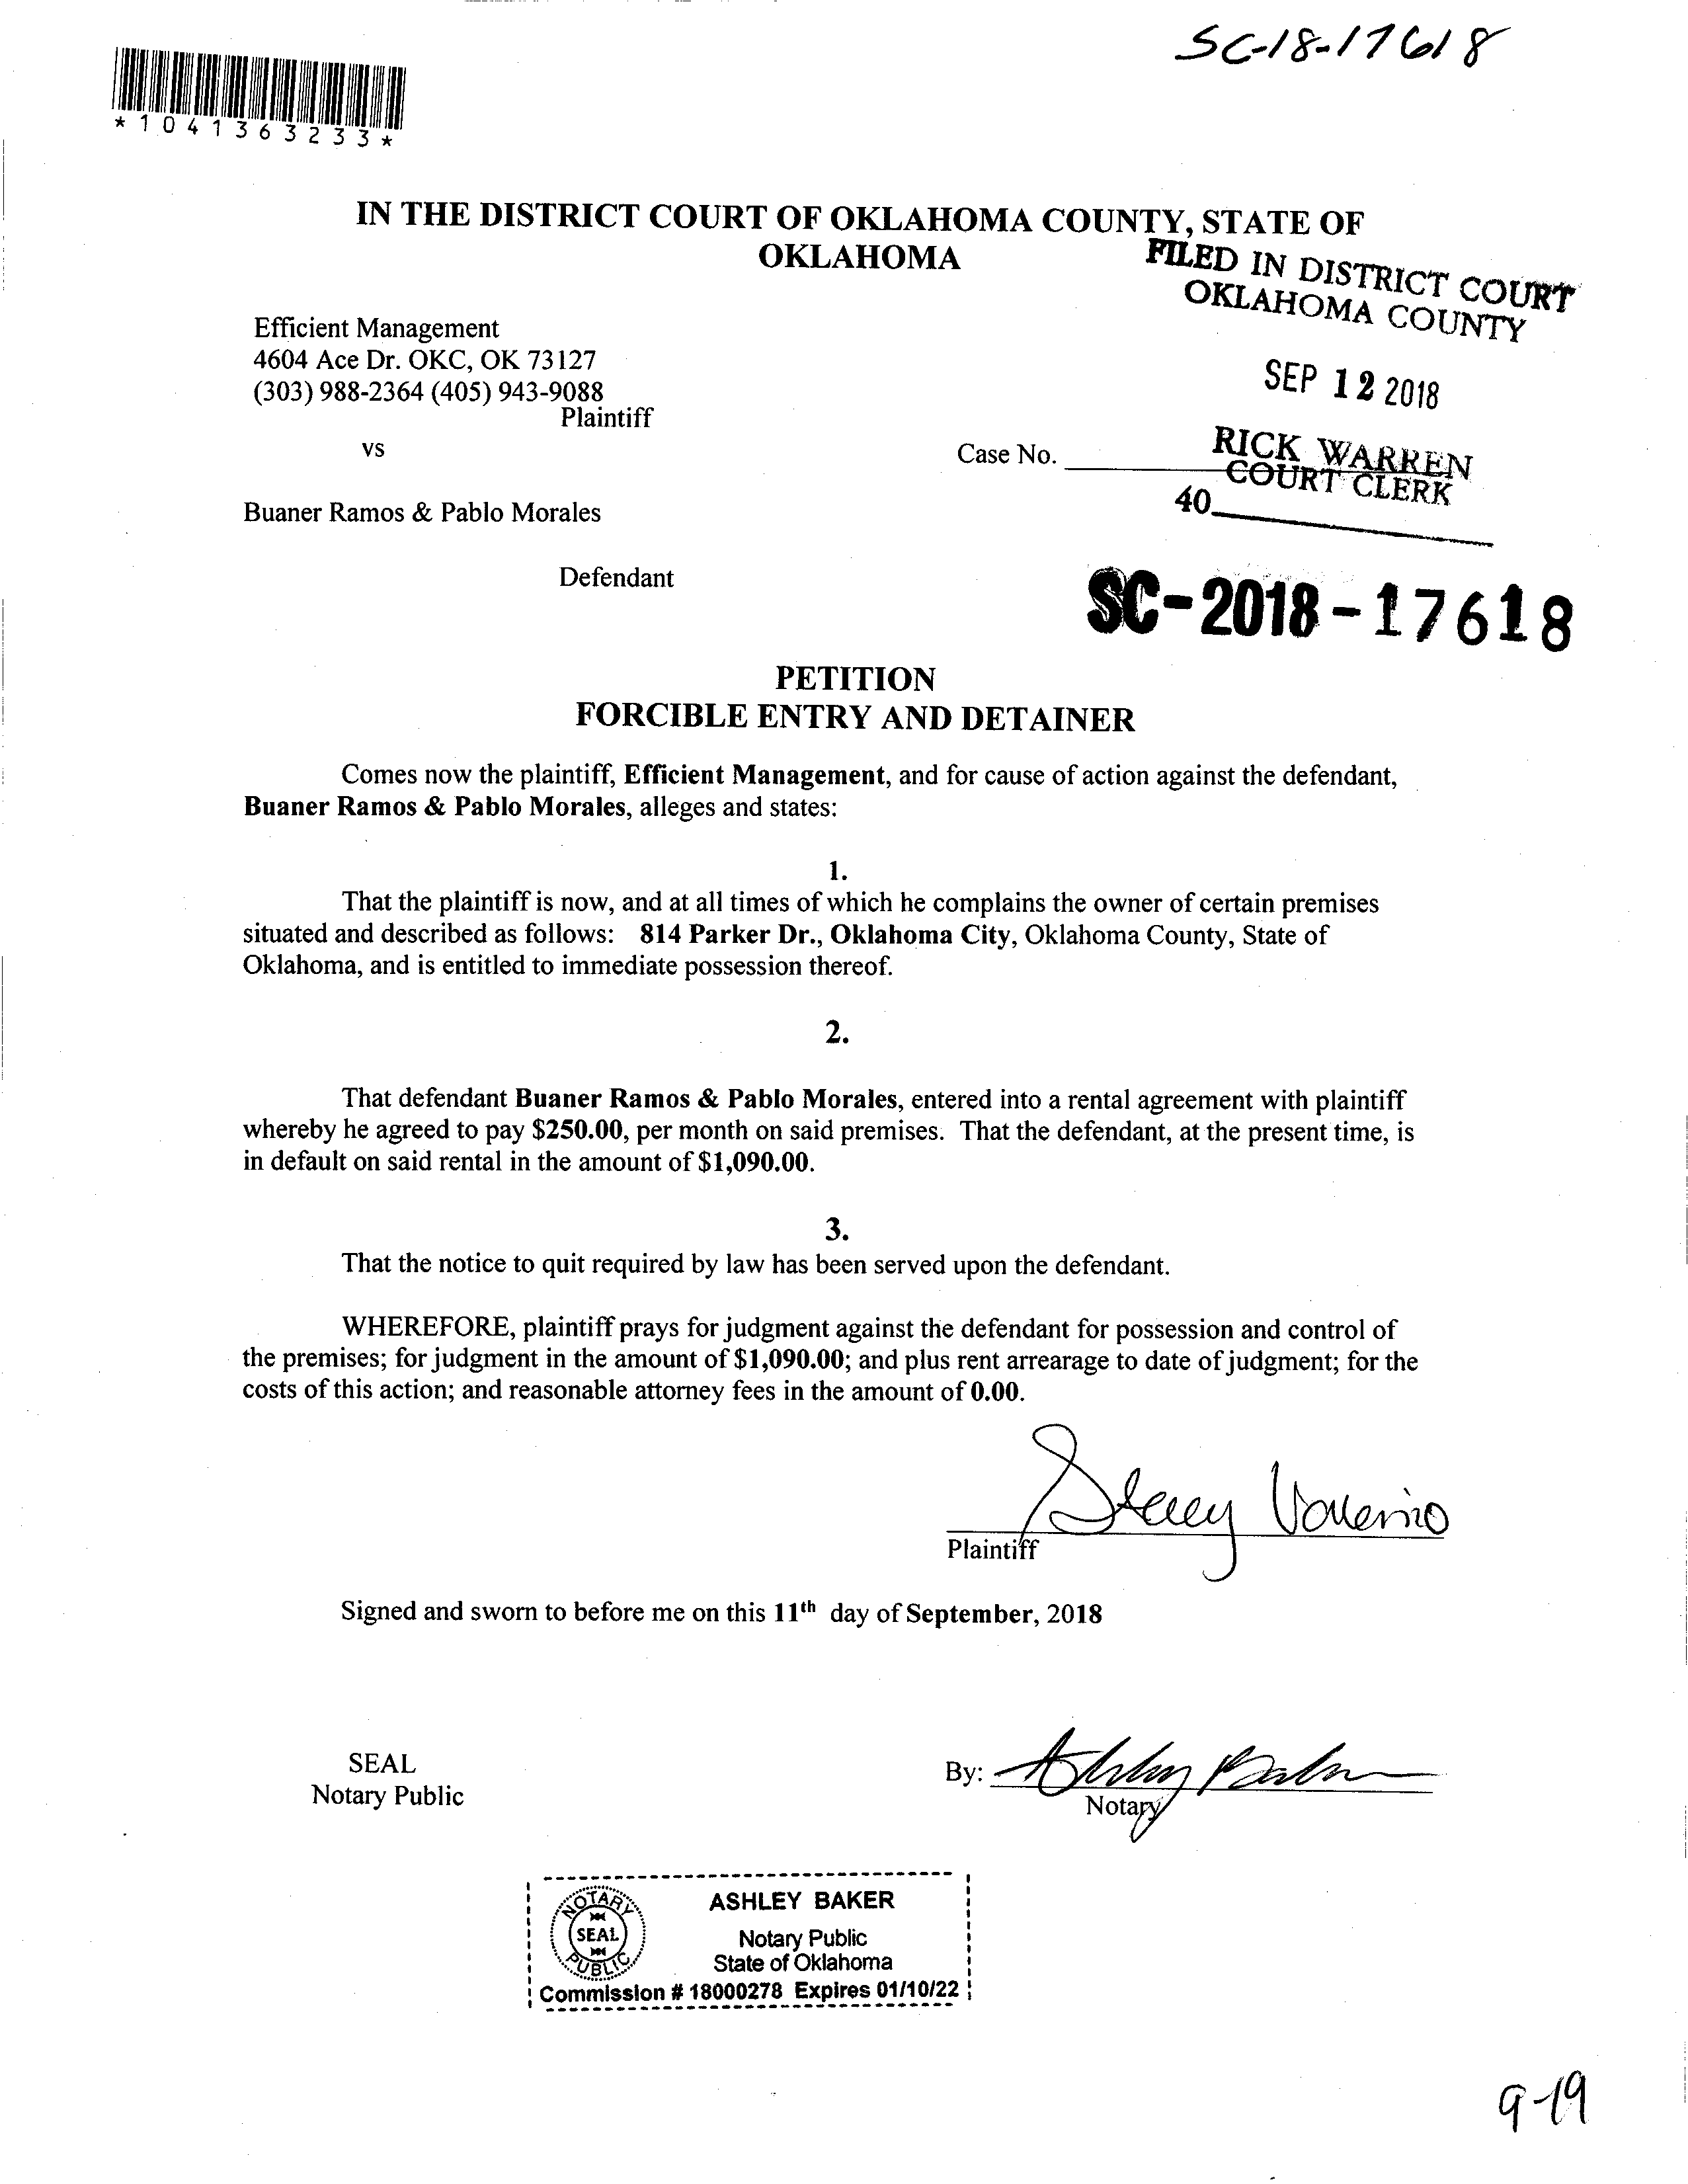 SC-18-17618
*1041363233*
IN THE DISTRICT COURT OF OKLAHOMA COUNTY, STATE OF
OKLAHOMA
FILED IN DISTRICT COURT
OKLAHOMA COUNTY
Efficient Management
4604 Ace Dr. OKC, OK 73127
(303) 988-2364 (405) 943-9088
Plaintiff
SEP 12 2018
vs
Case No.
RICK WARREN
COURT CLERK
40
Buaner Ramos & Pablo Morales
Defendant
SC-2018-17618
PETITION
FORCIBLE ENTRY AND DETAINER
Comes now the plaintiff, Efficient Management, and for cause of action against the defendant,
Buaner Ramos & Pablo Morales, alleges and states:
1.
That the plaintiff is now, and at all times of which he complains the owner of certain premises
situated and described as follows: 814 Parker Dr., Oklahoma City, Oklahoma County, State of
Oklahoma, and is entitled to immediate possession thereof.
2.
That defendant Buaner Ramos & Pablo Morales, entered into a rental agreement with plaintiff
whereby he agreed to pay $250.00, per month on said premises. That the defendant, at the present time, is
in default on said rental in the amount of $1,090.00.
3.
That the notice to quit required by law has been served upon the defendant.
WHEREFORE, plaintiff prays for judgment against the defendant for possession and control of
the premises; for judgment in the amount of $1,090.00; and plus rent arrearage to date of judgment; for the
costs of this action; and reasonable attorney fees in the amount of 0.00.
Plaintiff
Signed and sworn to before me on this 11th day of September, 2018
SEAL
Notary Public
By: Ashley Baker
Notary
NOTARY
SEAL
PUBLIC
ASHLEY BAKER
Notary Public
State of Oklahoma
Commission # 18000278 Expires 01/10/22
9-19